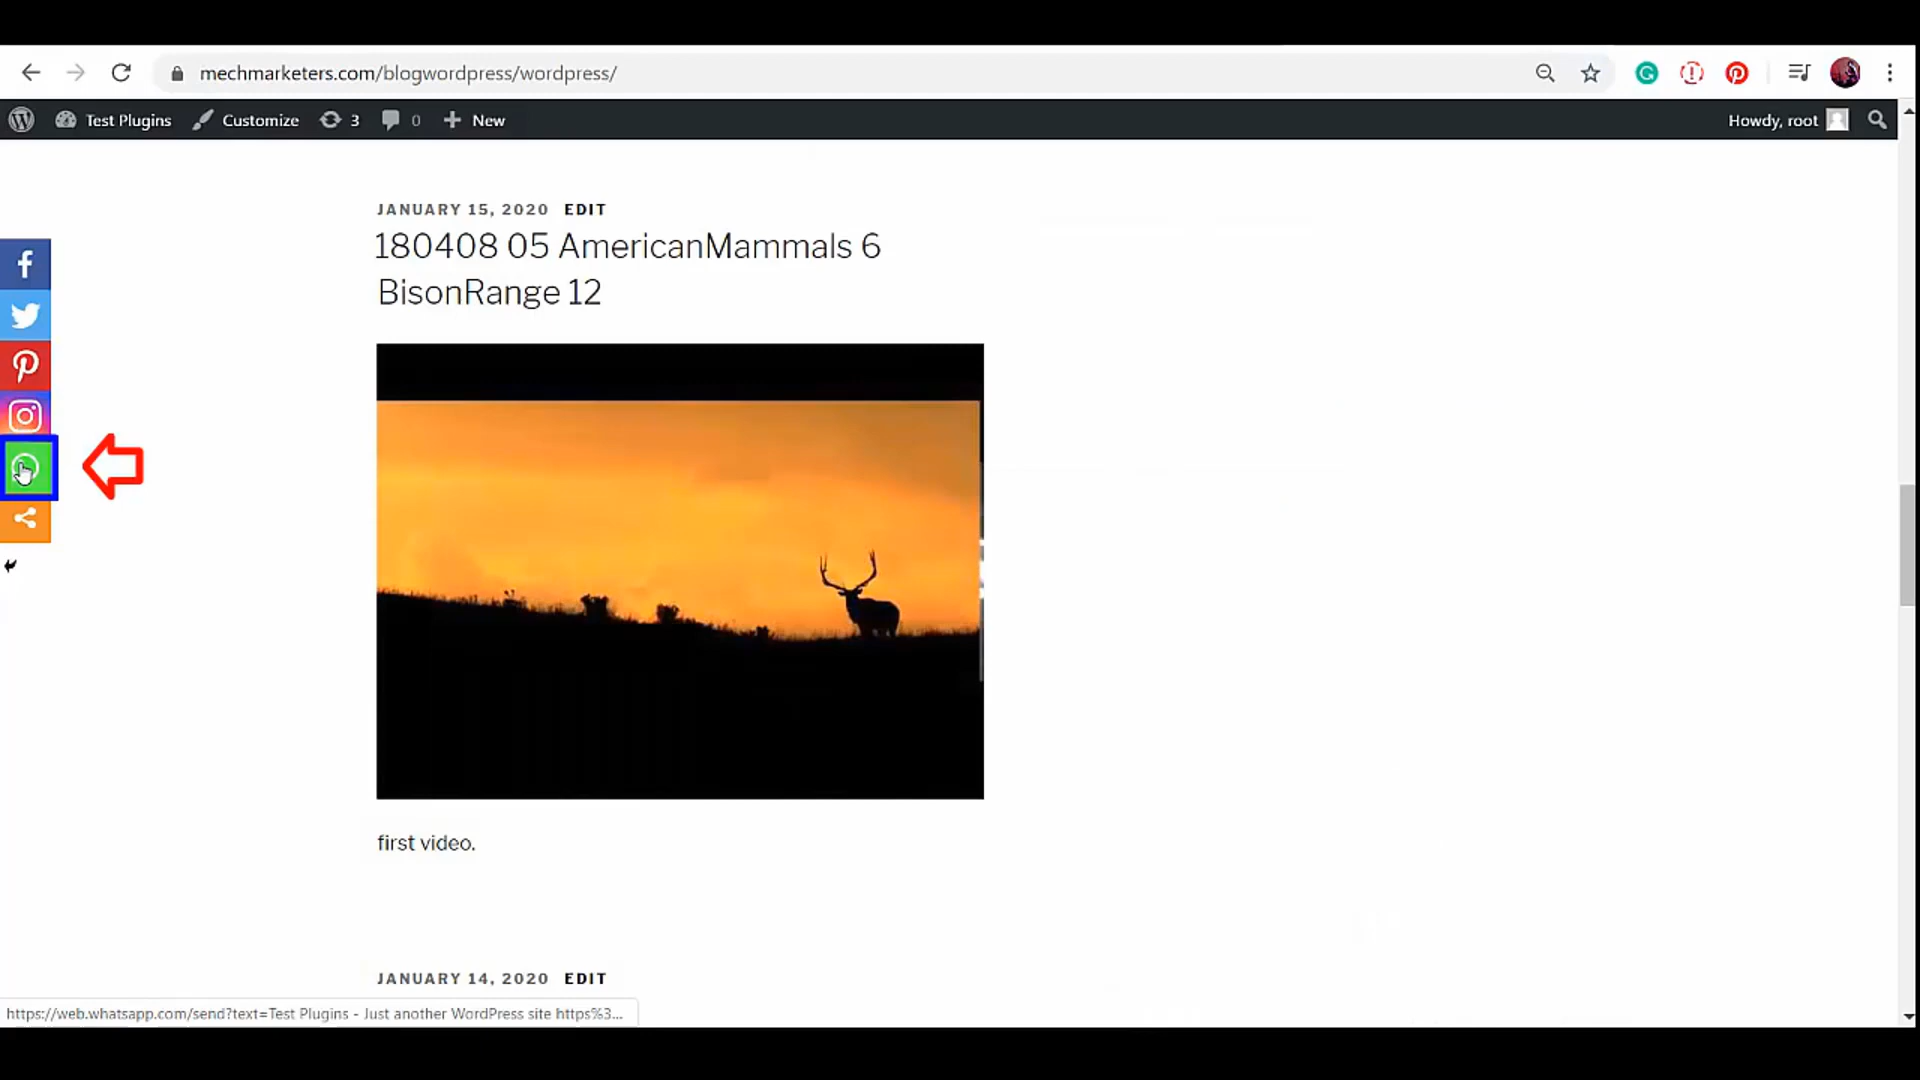 mechmarketers.com/blogwordpress/wordpress/
Test Plugins Customize 3 0 New Howdy, root
JANUARY 15, 2020 EDIT
180408 05 AmericanMammals 6
BisonRange 12
first video.
JANUARY 14, 2020 EDIT
https://web.whatsapp.com/send?text=Test Plugins - Just another WordPress site https%3...